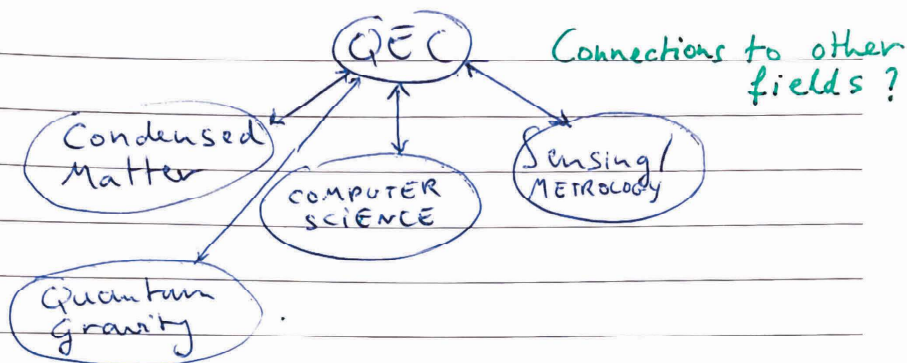 QEC
Connections to other
fields?
Condensed
Matter
COMPUTER
SCIENCE
Sensing/
METROLOGY
Quantum
Gravity